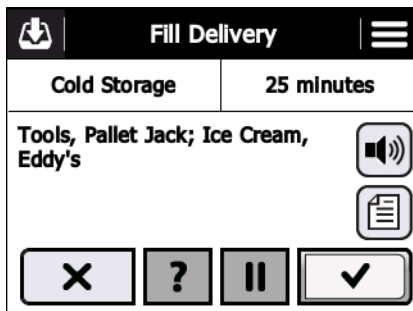 Fill Delivery
Cold Storage
25 minutes
Tools, Pallet Jack; Ice Cream,
Eddy's
?